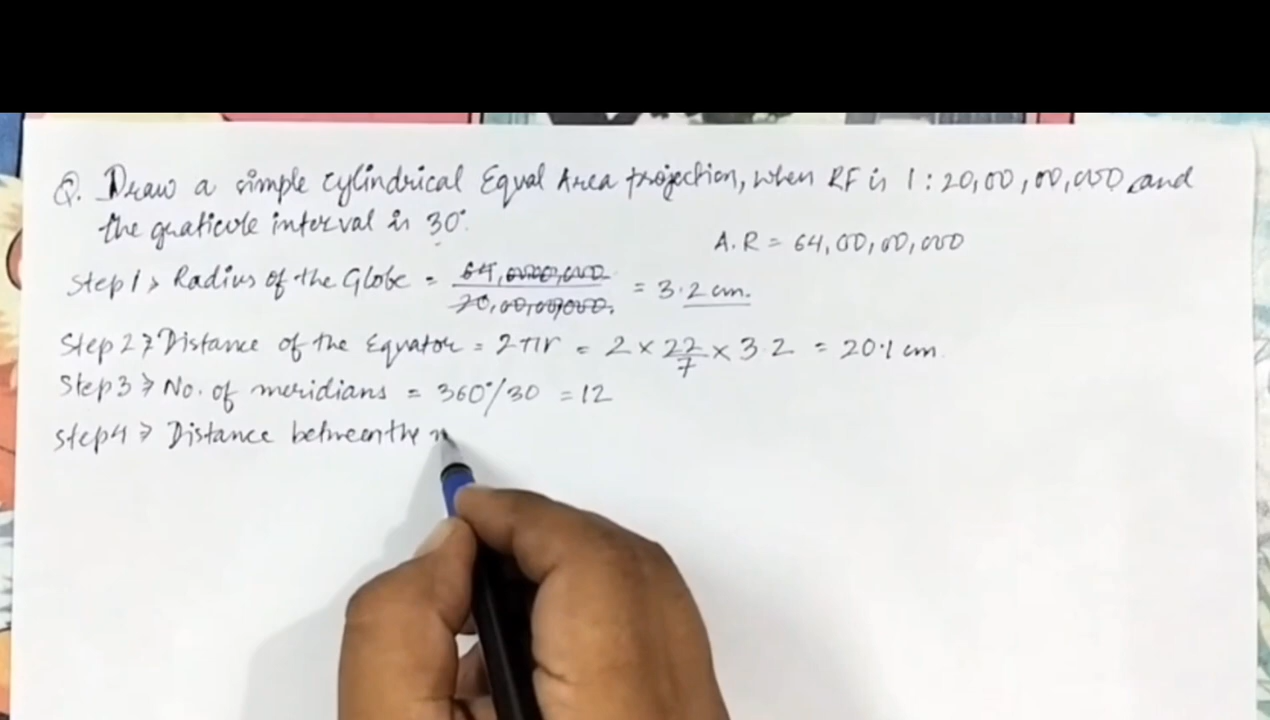 Q. Draw a simple cylindrical Equal Area projection, when RF is 1 : 20,00,00,000 and
the graticule interval is 30°.
A.R = 64,00,00,000
Step 1 > Radius of the Globe = 64,0000,000 / 20,00,00,000. = 3.2 cm.
Step 2 > Distance of the Equator = 2πr = 2 × 22/7 × 3.2 = 20.1 cm.
Step 3 > No. of meridians = 360°/30 = 12
Step 4 > Distance between the